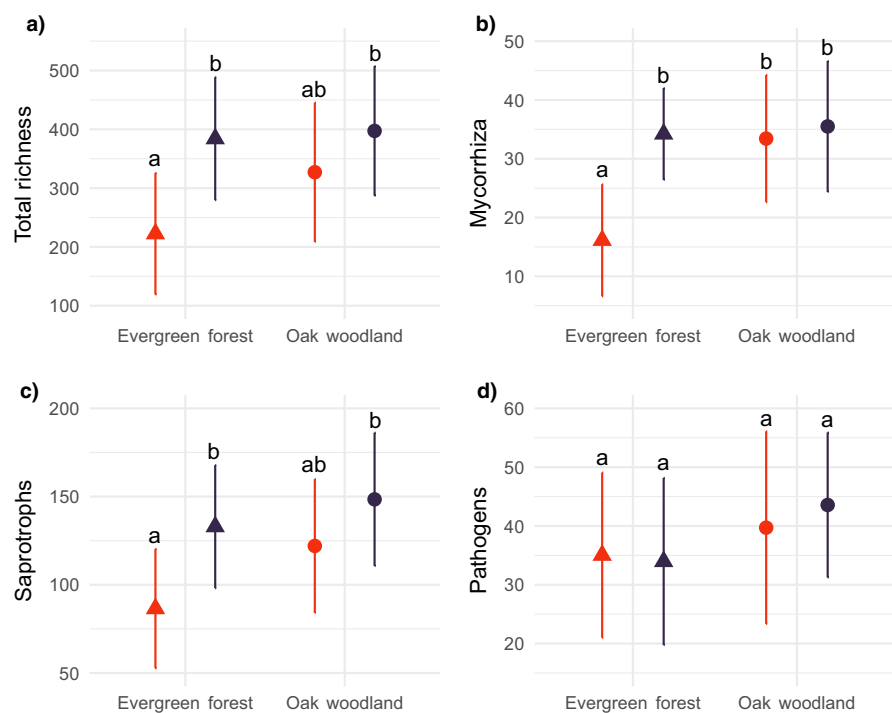 a)
Total richness
500
400
300
200
100
a
b
ab
b
Evergreen forest
Oak woodland
b)
Mycorrhiza
50
40
30
20
10
a
b
b
b
Evergreen forest
Oak woodland
c)
Saprotrophs
200
150
100
50
a
b
ab
b
Evergreen forest
Oak woodland
d)
Pathogens
60
50
40
30
20
a
a
a
a
Evergreen forest
Oak woodland